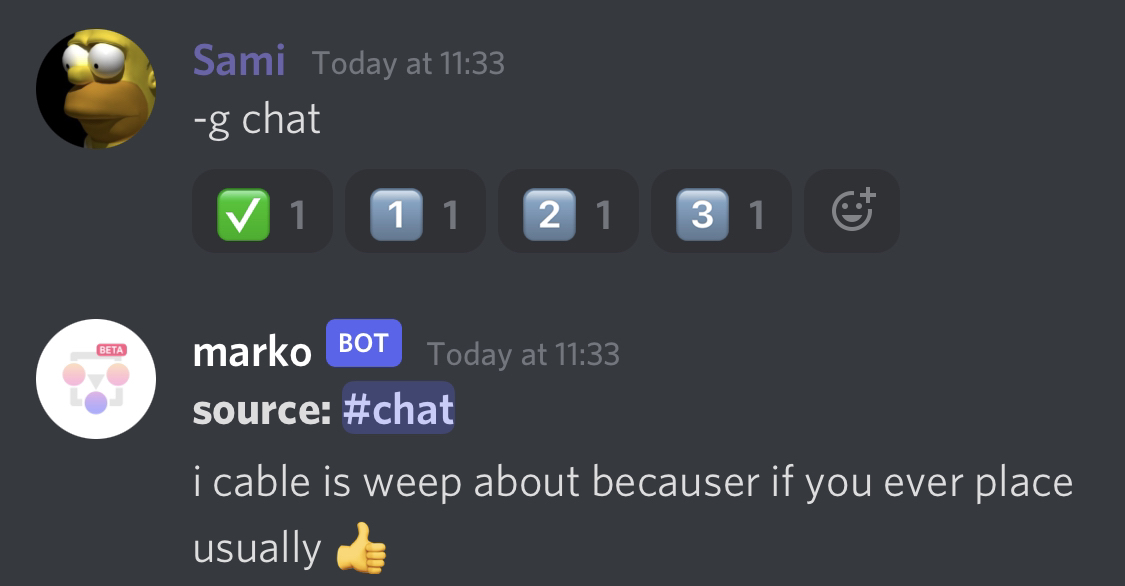 Sami Today at 11:33
-g chat
✅ 1 1️⃣ 1 2️⃣ 1 3️⃣ 1
BETA
marko BOT Today at 11:33
source: #chat
i cable is weep about becauser if you ever place
usually 👍